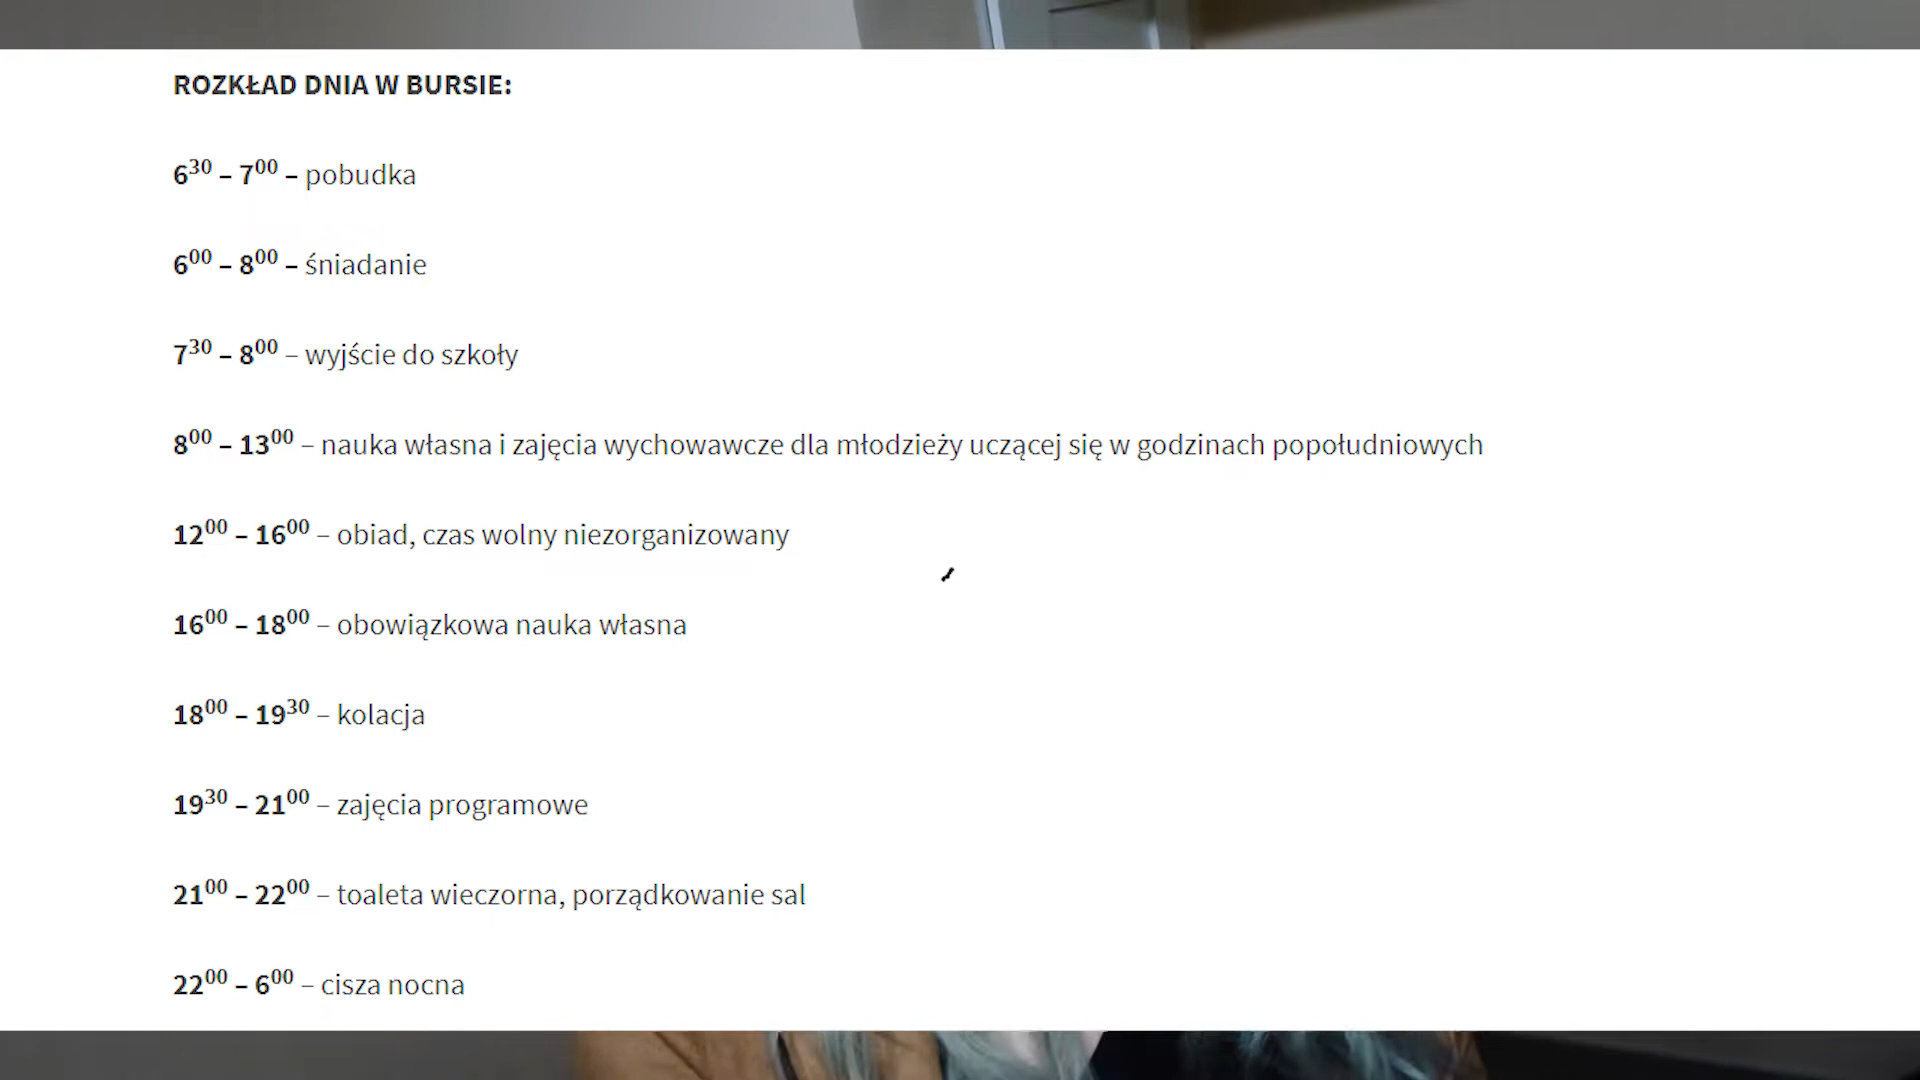 ROZKŁAD DNIA W BURSIE:
6³⁰ – 7⁰⁰ – pobudka
6⁰⁰ – 8⁰⁰ – śniadanie
7³⁰ – 8⁰⁰ – wyjście do szkoły
8⁰⁰ – 13⁰⁰ – nauka własna i zajęcia wychowawcze dla młodzieży uczącej się w godzinach popołudniowych
12⁰⁰ – 16⁰⁰ – obiad, czas wolny niezorganizowany
16⁰⁰ – 18⁰⁰ – obowiązkowa nauka własna
18⁰⁰ – 19³⁰ – kolacja
19³⁰ – 21⁰⁰ – zajęcia programowe
21⁰⁰ – 22⁰⁰ – toaleta wieczorna, porządkowanie sal
22⁰⁰ – 6⁰⁰ – cisza nocna